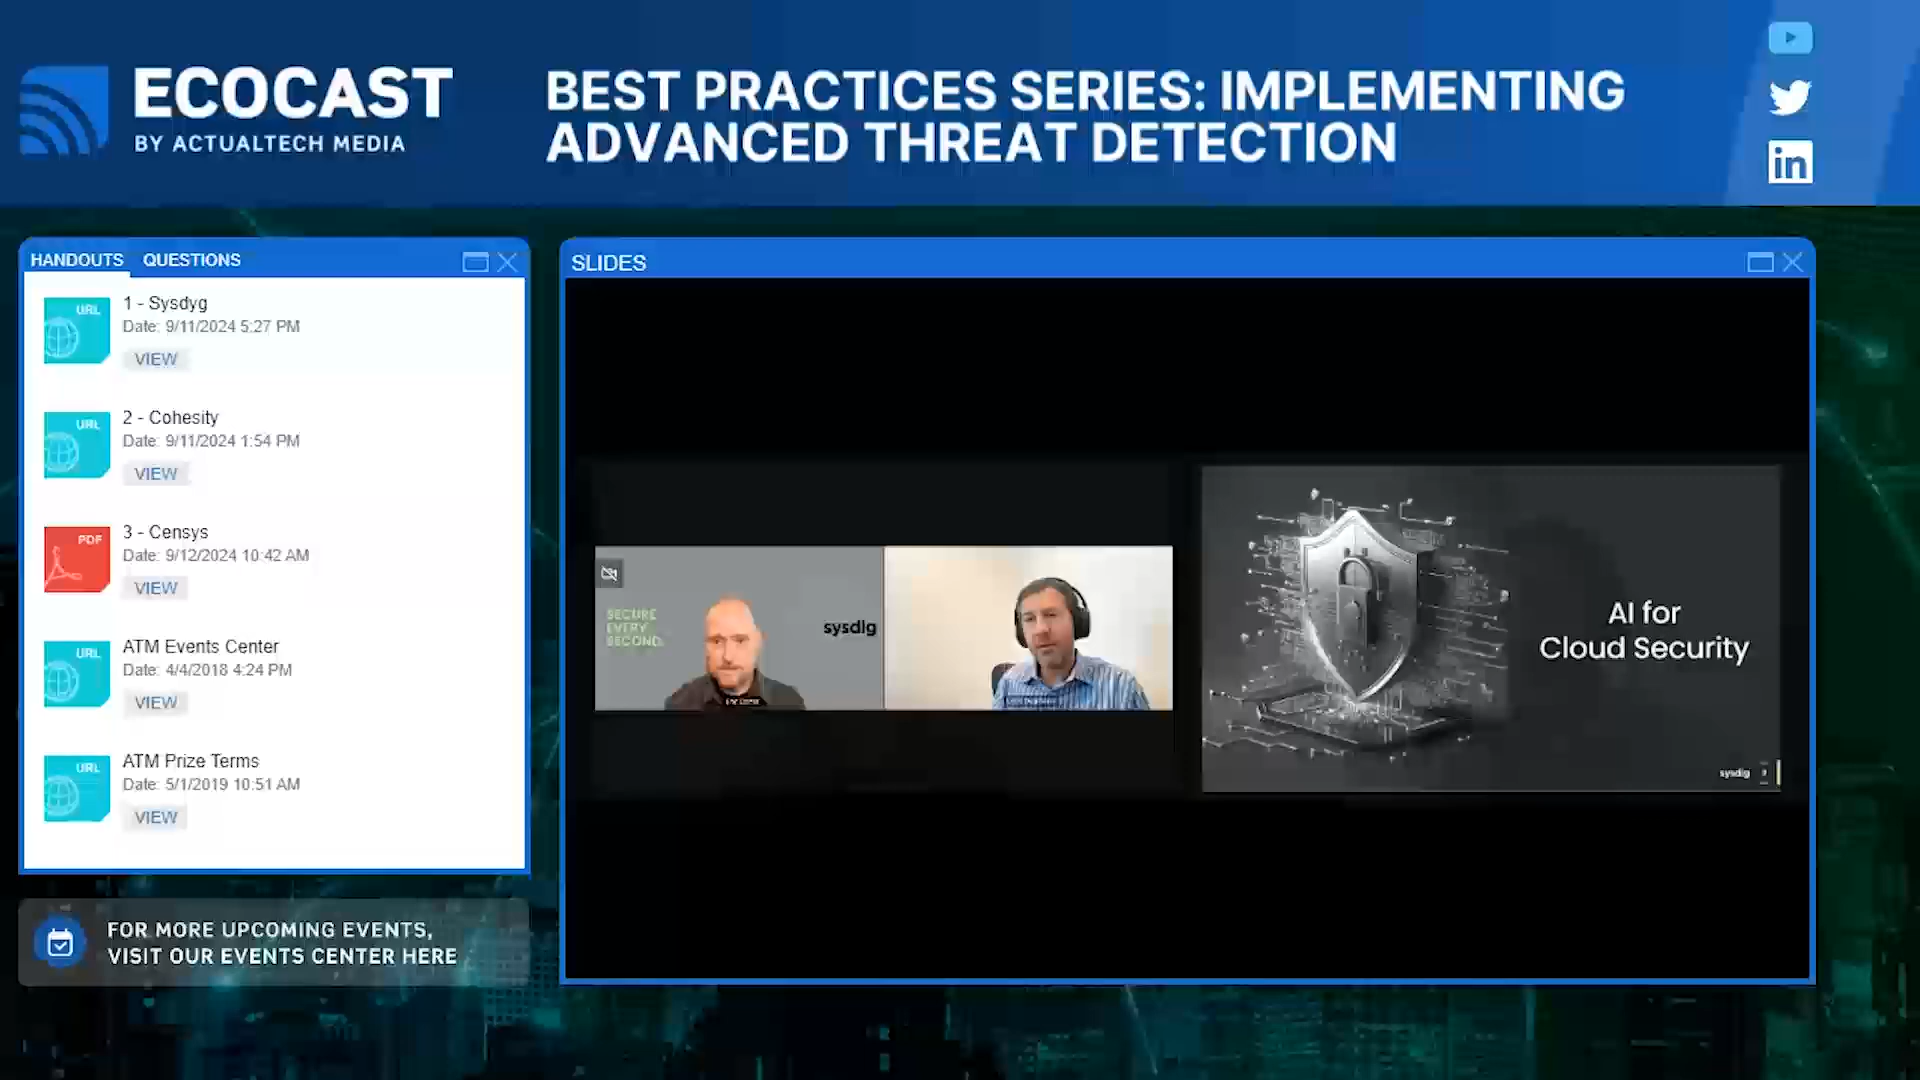 ECOCAST
BY ACTUALTECH MEDIA
BEST PRACTICES SERIES: IMPLEMENTING
ADVANCED THREAT DETECTION
in
HANDOUTS
QUESTIONS
URL
1 - Sysdyg
Date: 9/11/2024 5:27 PM
VIEW
URL
2 - Cohesity
Date: 9/11/2024 1:54 PM
VIEW
PDF
3 - Censys
Date: 9/12/2024 10:42 AM
VIEW
URL
ATM Events Center
Date: 4/4/2018 4:24 PM
VIEW
URL
ATM Prize Terms
Date: 5/1/2019 10:51 AM
VIEW
FOR MORE UPCOMING EVENTS,
VISIT OUR EVENTS CENTER HERE
SLIDES
SECURE
EVERY
SECOND.
sysdig
AI for
Cloud Security
sysdig